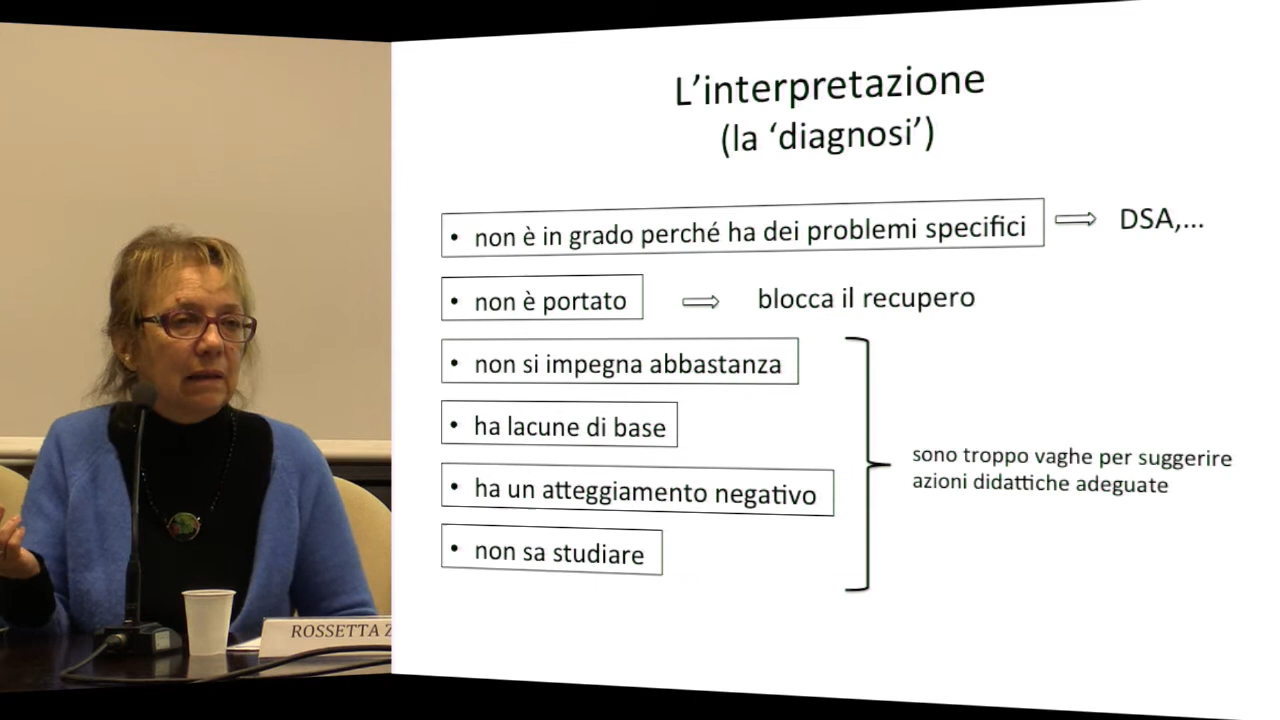 L'interpretazione
(la 'diagnosi')
• non è in grado perché ha dei problemi specifici
DSA,...
• non è portato
blocca il recupero
• non si impegna abbastanza
• ha lacune di base
• ha un atteggiamento negativo
• non sa studiare
sono troppo vaghe per suggerire
azioni didattiche adeguate
ROSSETTA Z